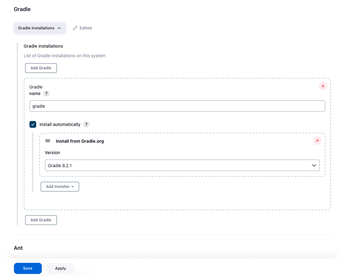 Gradle
Gradle installations
Edited
Gradle installations
List of Gradle installations on this system
Add Gradle
Gradle
name ?
gradle
Install automatically ?
Install from Gradle.org
Version
Gradle 8.2.1
Add Installer
Add Gradle
Ant
Save Apply